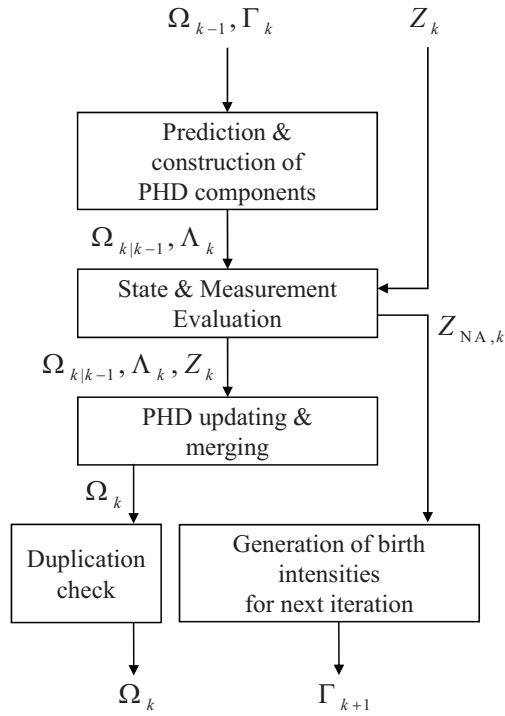 Ω_{k−1}, Γ_k
Z_k
Prediction &
construction of
PHD components
Ω_{k|k−1}, Λ_k
State & Measurement
Evaluation
Z_{NA,k}
Ω_{k|k−1}, Λ_k, Z_k
PHD updating &
merging
Ω_k
Duplication
check
Generation of birth
intensities
for next iteration
Ω_k
Γ_{k+1}